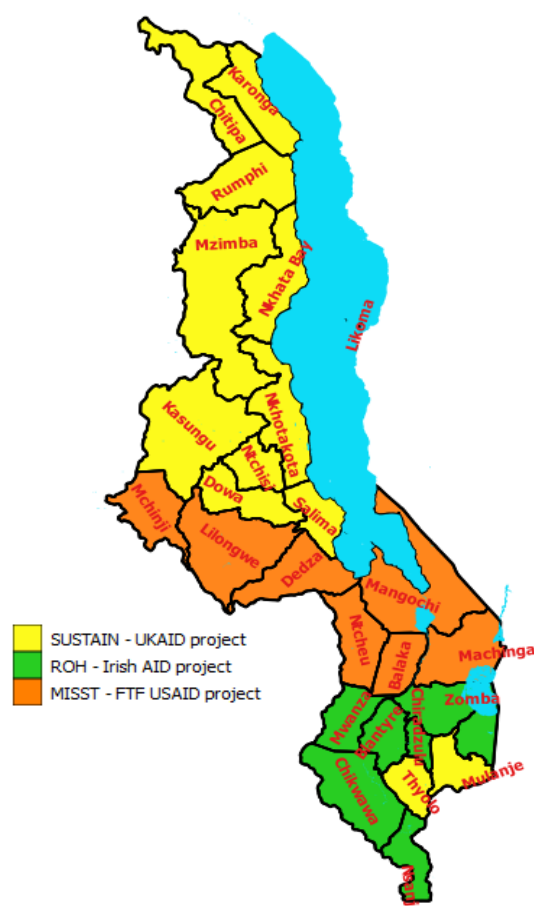 Karonga
Chitipa
Rumphi
Mzimba
Nkhata Bay
Likoma
Nkhotakota
Kasungu
Ntchisi
Dowa
Salima
Mchinji
Lilongwe
Dedza
Mangochi
Ntcheu
Balaka
Machinga
SUSTAIN - UKAID project
ROH - Irish AID project
MISST - FTF USAID project
Zomba
Mwanza
Blantyre
Chiradzulu
Mulanje
Thyolo
Chikwawa